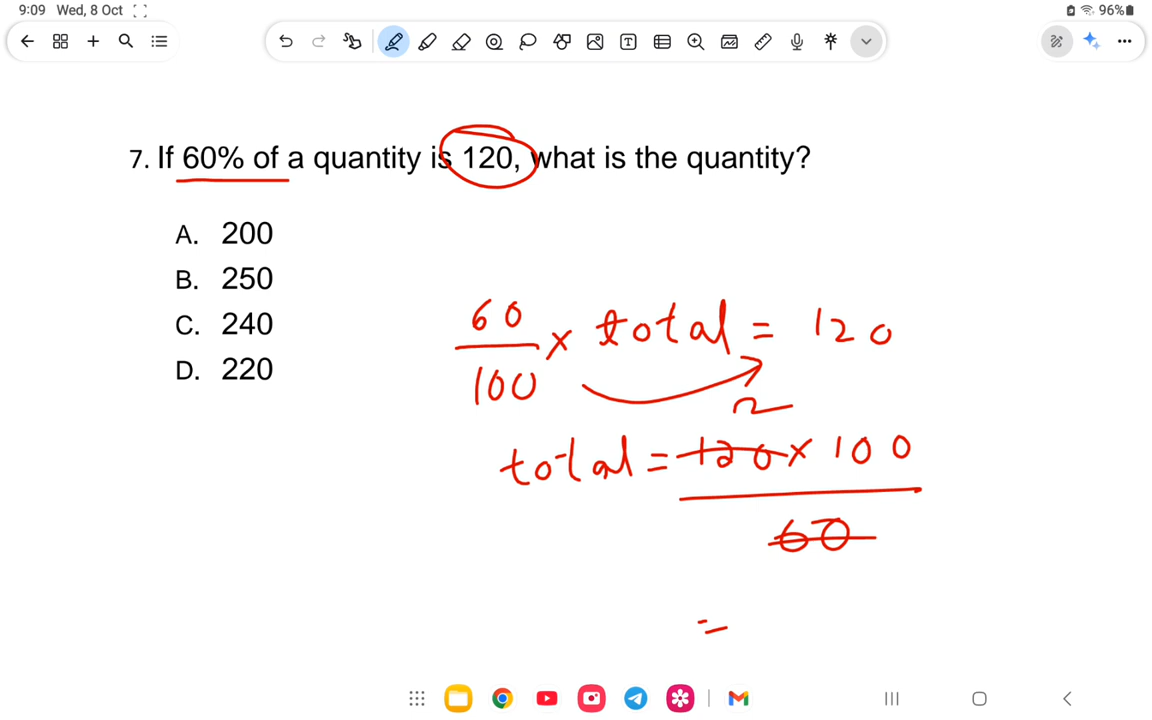 9:09 Wed, 8 Oct
96%
7. If 60% of a quantity is 120, what is the quantity?
A. 200
B. 250
C. 240
D. 220
60
100 × total = 120
2
total = 120 × 100
60
=